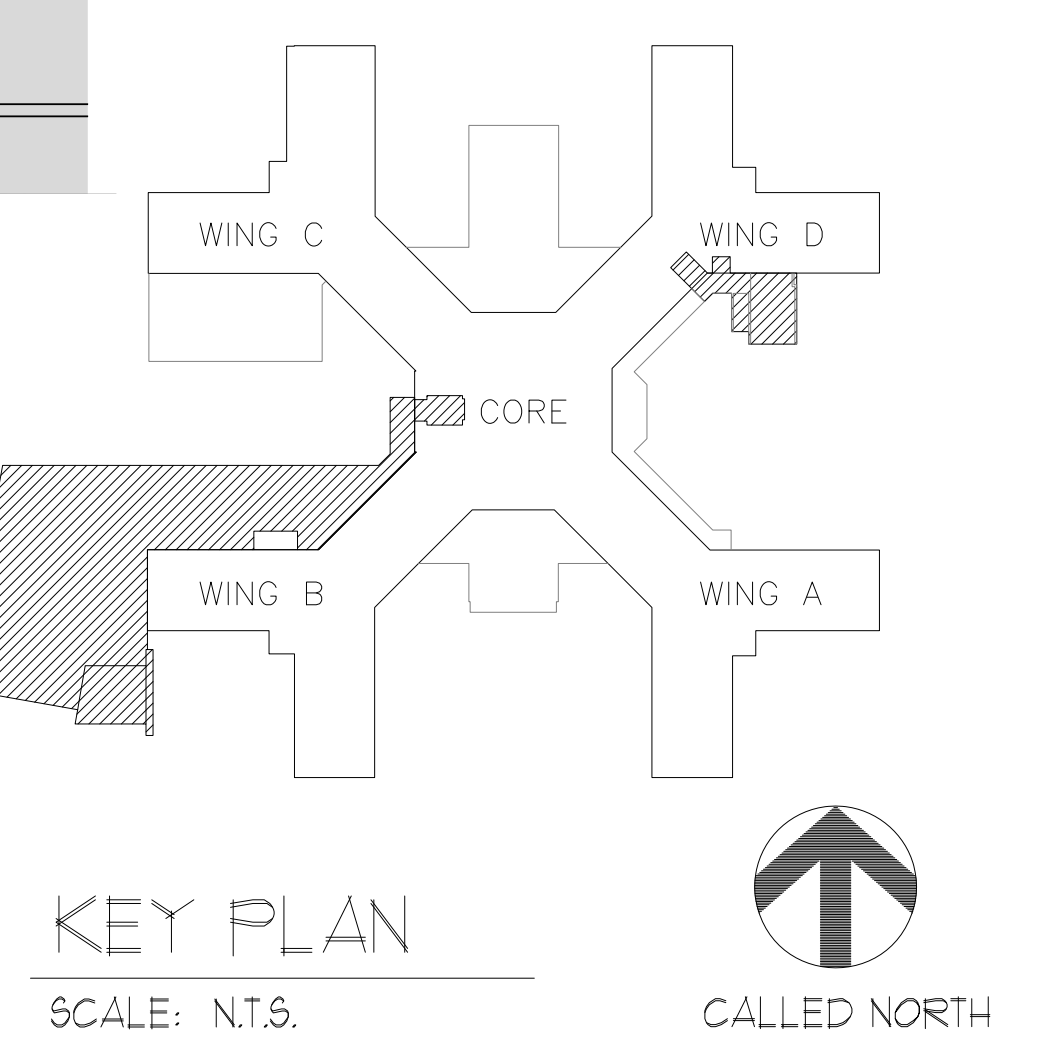 WING C
WING D
CORE
WING B
WING A
KEY PLAN
SCALE: N.T.S.
CALLED NORTH